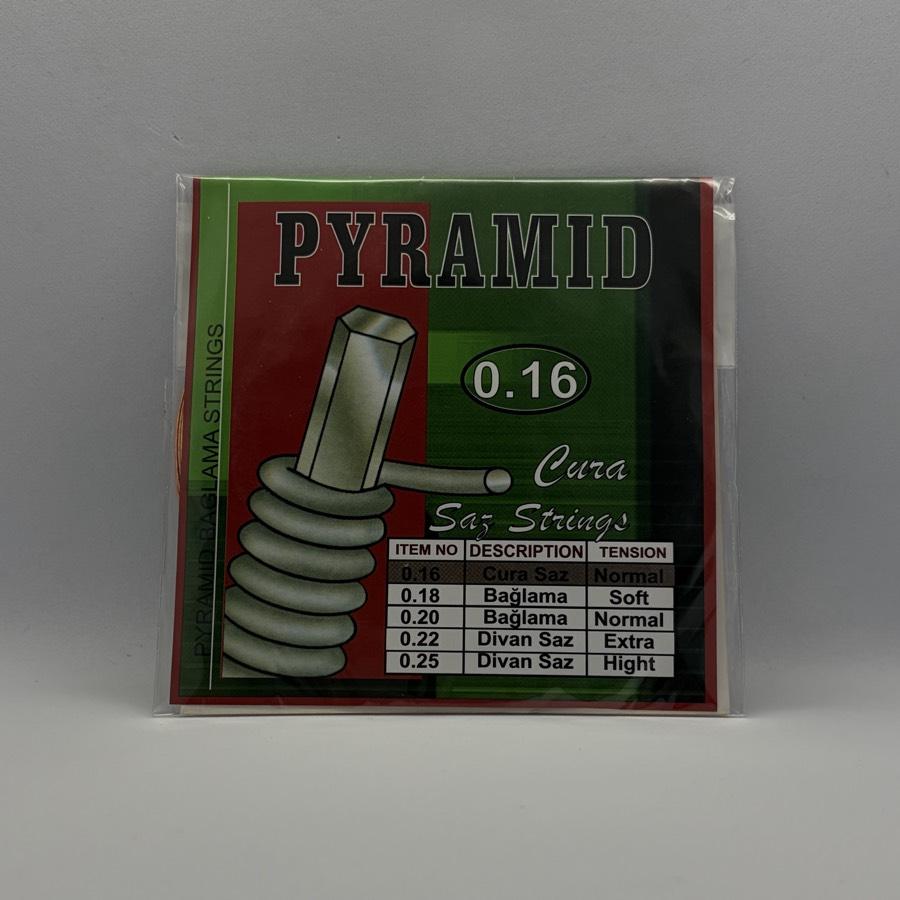 PYRAMID
0.16
Cura
Saz Strings
PYRAMID BAGLAMA STRINGS
ITEM NO DESCRIPTION TENSION
0.16 Cura Saz Normal
0.18 Bağlama Soft
0.20 Bağlama Normal
0.22 Divan Saz Extra
0.25 Divan Saz Hight